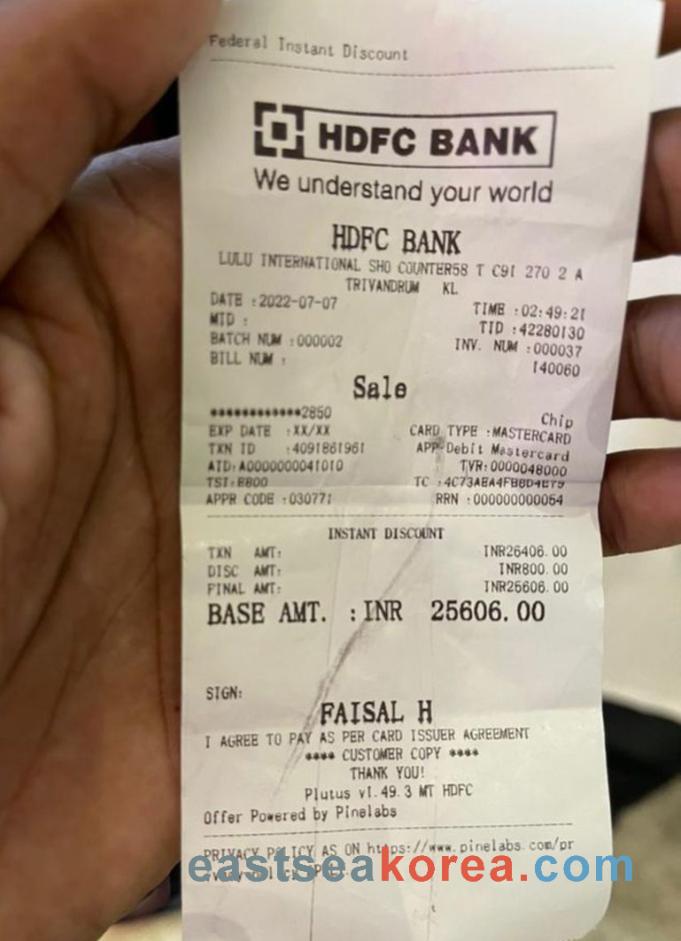 Federal Instant Discount
HDFC BANK
We understand your world
HDFC BANK
LULU INTERNATIONAL SHO COUNTER58 T C91 270 2 A
TRIVANDRUM KL
DATE :2022-07-07 TIME :02:49:21
MID : TID :42280130
BATCH NUM :000002 INV. NUM :000037
BILL NUM : 140060
Sale
************2850 Chip
EXP DATE :XX/XX CARD TYPE :MASTERCARD
TXN ID :4091861961 APP:Debit Mastercard
AID:A0000000041010 TVR:0000048000
TSI:E800 TC :
APPR CODE :030771 RRN :000000000054
INSTANT DISCOUNT
TXN AMT: INR26406.00
DISC AMT: INR800.00
FINAL AMT: INR25606.00
BASE AMT. :INR 25606.00
SIGN:
FAISAL H
I AGREE TO PAY AS PER CARD ISSUER AGREEMENT
**** CUSTOMER COPY ****
THANK YOU!
Plutus v1.49.3 MT HDFC
Offer Powered by Pinelabs
PRIVACY POLICY AS ON https://www.pinelabs.com/pr
eastseakorea.com